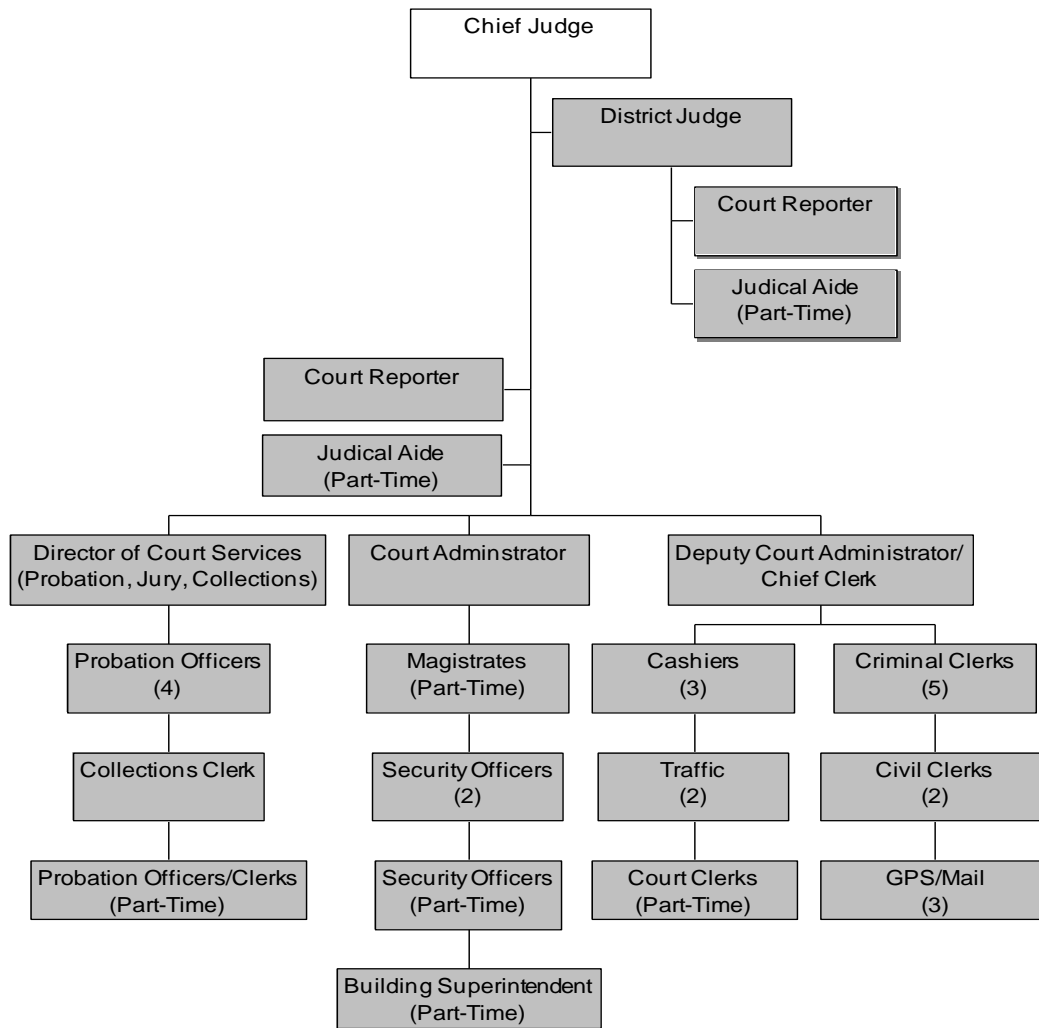 Chief Judge
District Judge
Court Reporter
Judical Aide
(Part-Time)
Court Reporter
Judical Aide
(Part-Time)
Director of Court Services
(Probation, Jury, Collections)
Court Adminstrator
Deputy Court Administrator/
Chief Clerk
Probation Officers
(4)
Magistrates
(Part-Time)
Cashiers
(3)
Criminal Clerks
(5)
Collections Clerk
Security Officers
(2)
Traffic
(2)
Civil Clerks
(2)
Probation Officers/Clerks
(Part-Time)
Security Officers
(Part-Time)
Court Clerks
(Part-Time)
GPS/Mail
(3)
Building Superintendent
(Part-Time)